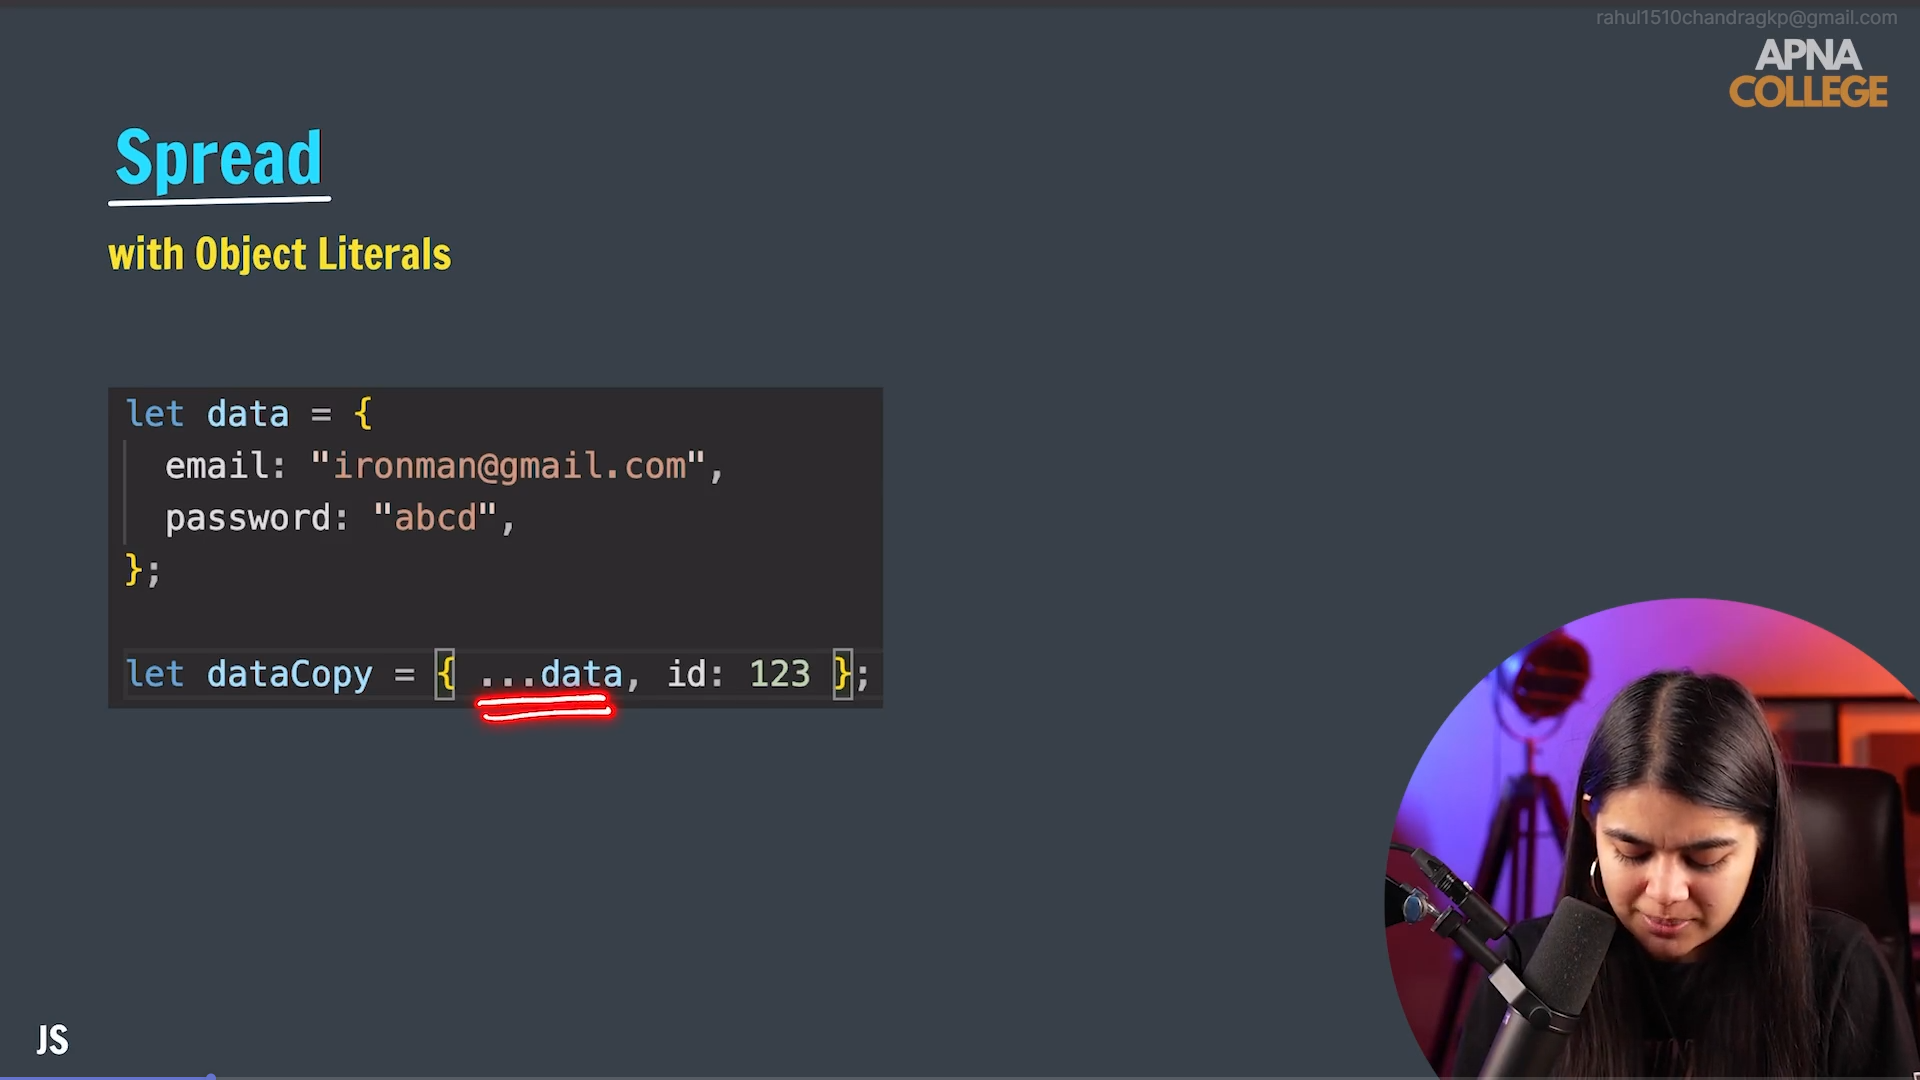 rahul1510chandragkp@gmail.com
APNA
COLLEGE
Spread
with Object Literals
let data = {
  email: "ironman@gmail.com",
  password: "abcd",
};
let dataCopy = { ...data, id: 123 };
JS